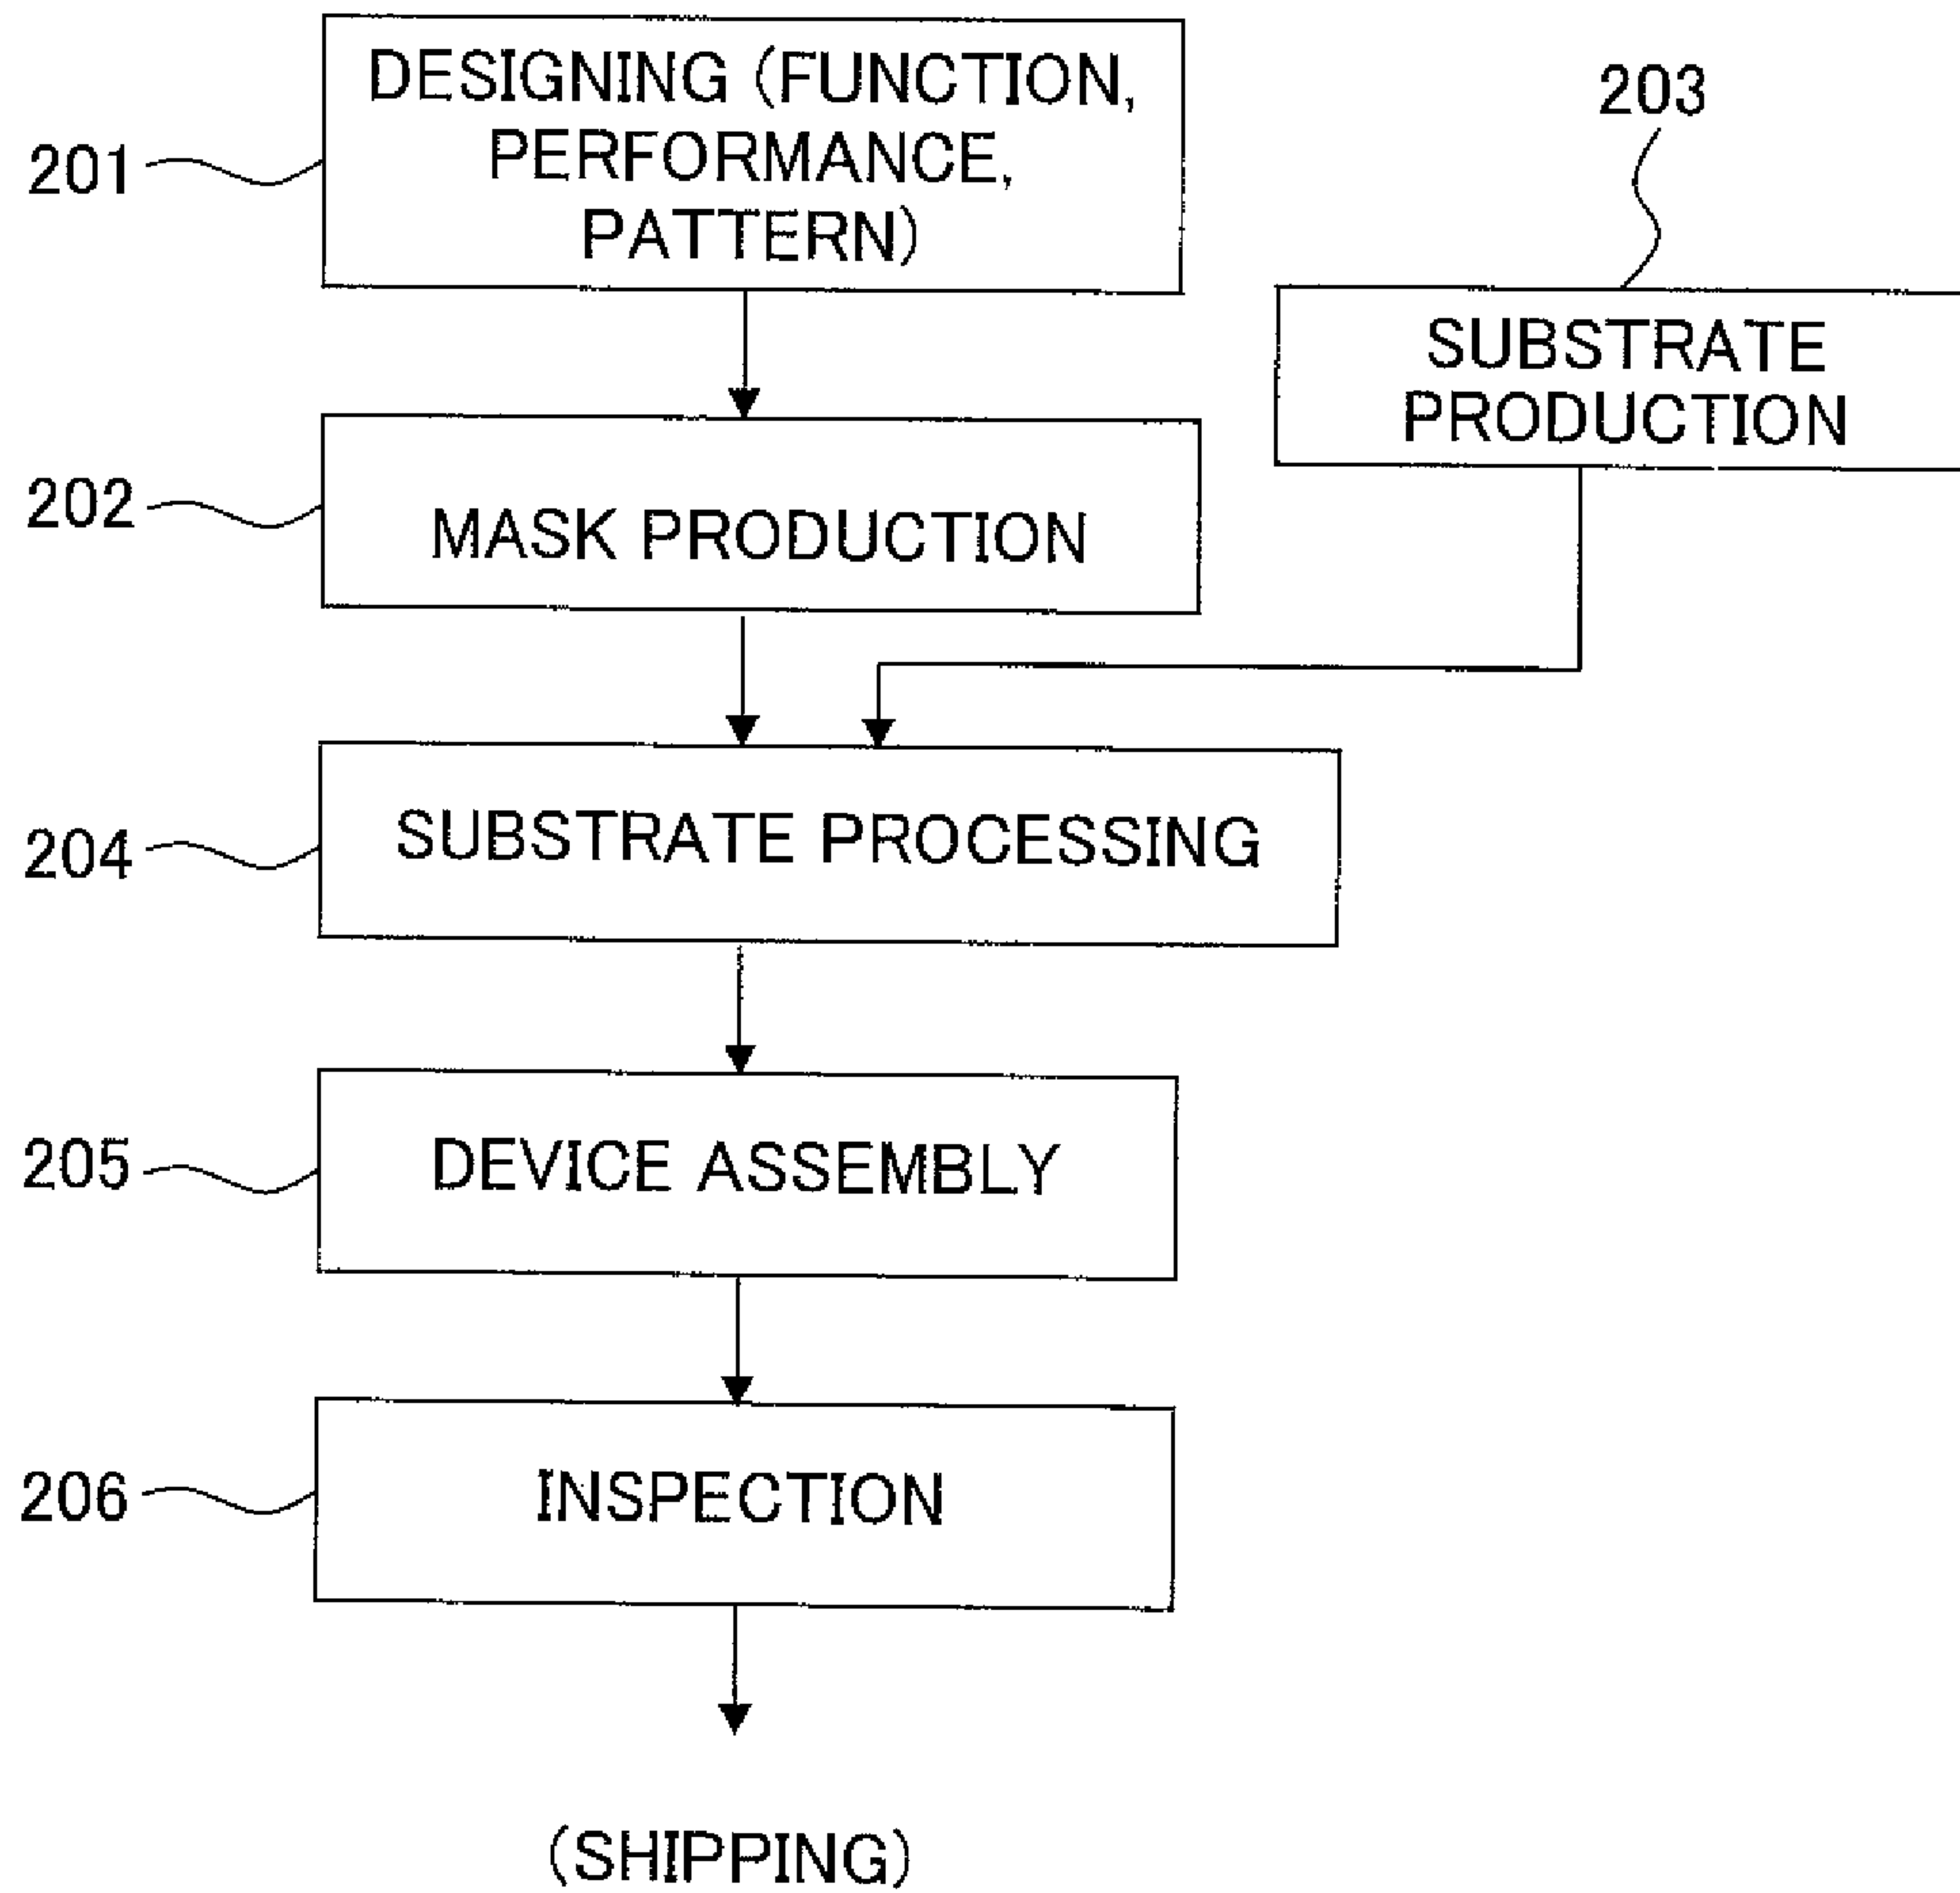 DESIGNING (FUNCTION,
PERFORMANCE,
PATTERN)
201
203
SUBSTRATE
PRODUCTION
202
MASK PRODUCTION
204
SUBSTRATE PROCESSING
205
DEVICE ASSEMBLY
206
INSPECTION
(SHIPPING)